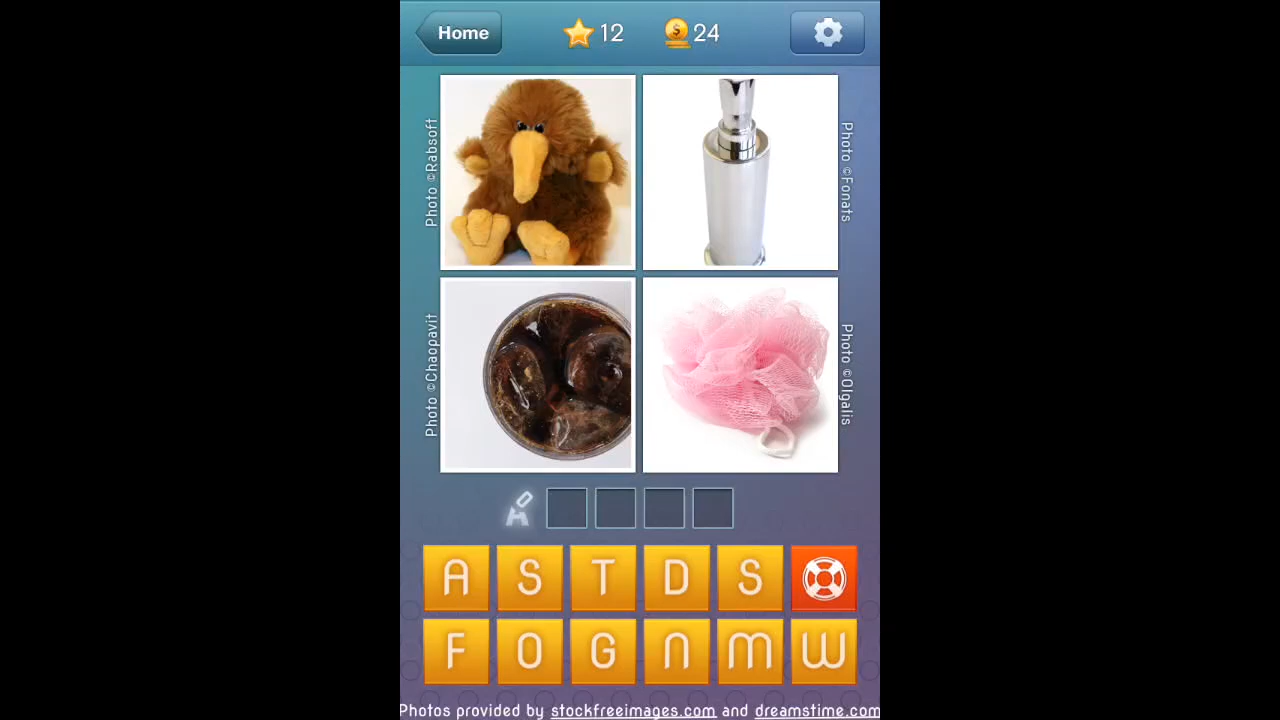 Home 12 24
Photo ©Rabsoft
Photo ©Fonats
Photo ©Chaopavit
Photo ©Olgalis
A S T D S
F O G N M W
Photos provided by stockfreeimages.com and dreamstime.com